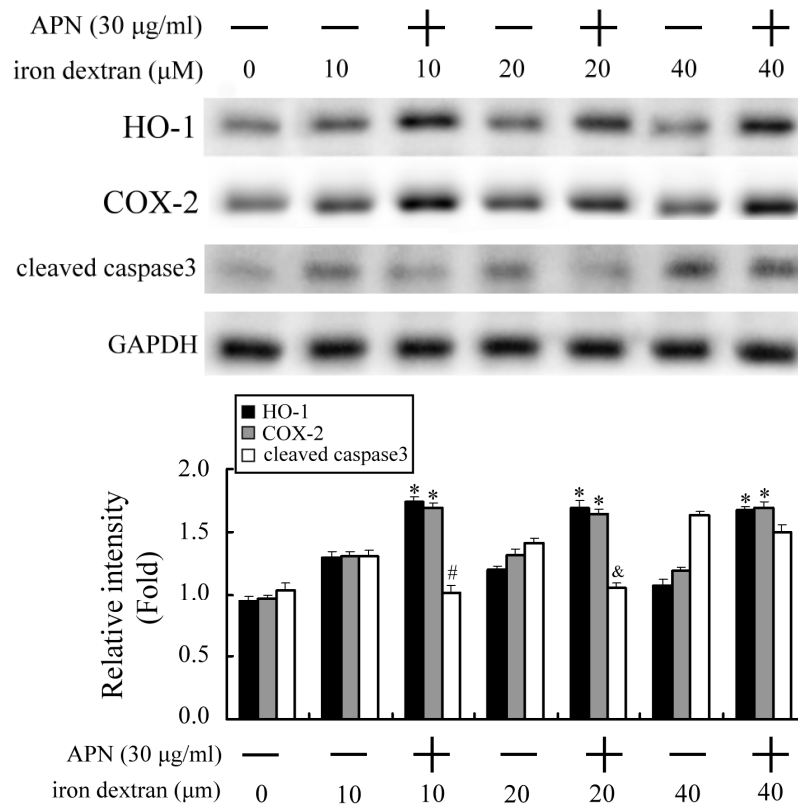 APN (30 μg/ml) — — + — + — +
iron dextran (μM) 0 10 10 20 20 40 40
HO-1
COX-2
cleaved caspase3
GAPDH
HO-1
COX-2
cleaved caspase3
Relative intensity
(Fold)
2.0
1.5
1.0
0.5
0.0
* *
#
* *
&
* *
APN (30 μg/ml) — — + — + — +
iron dextran (μm) 0 10 10 20 20 40 40